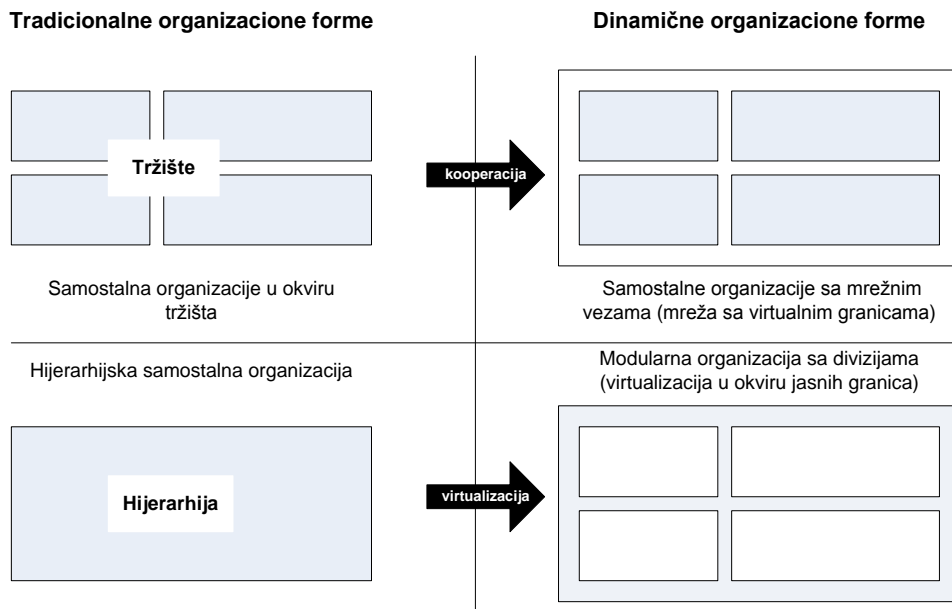 Tradicionalne organizacione forme
Dinamične organizacione forme
Tržište
kooperacija
Samostalna organizacije u okviru
tržišta
Samostalne organizacije sa mrežnim
vezama (mreža sa virtualnim granicama)
Hijerarhijska samostalna organizacija
Modularna organizacija sa divizijama
(virtualizacija u okviru jasnih granica)
Hijerarhija
virtualizacija